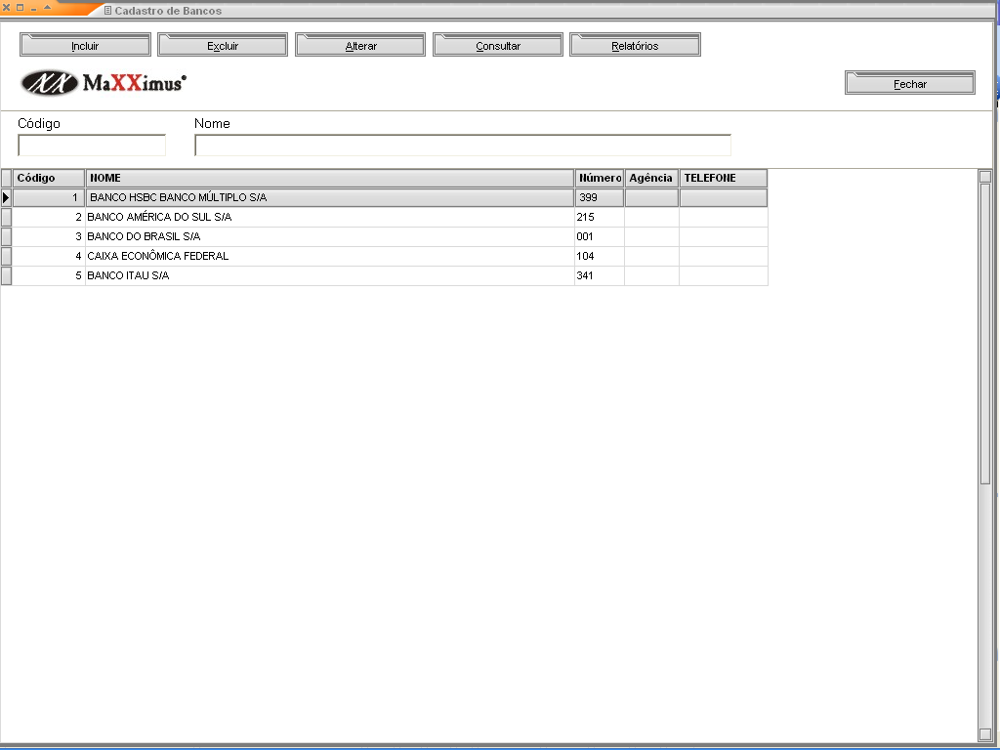 Cadastro de Bancos
Incluir Excluir Alterar Consultar Relatórios
MaXXimus
Fechar
Código Nome
Código NOME Número Agência TELEFONE
1 BANCO HSBC BANCO MÚLTIPLO S/A 399
2 BANCO AMÉRICA DO SUL S/A 215
3 BANCO DO BRASIL S/A 001
4 CAIXA ECONÔMICA FEDERAL 104
5 BANCO ITAU S/A 341